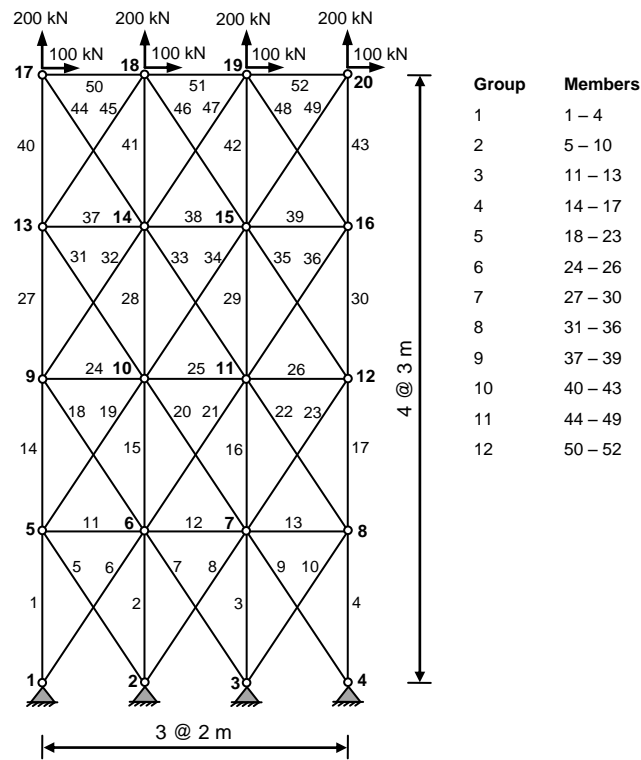 200 kN 200 kN 200 kN 200 kN
100 kN 100 kN 100 kN 100 kN
17 18 19 20
50 51 52
44 45 46 47 48 49
40 41 42 43
13 37 14 38 15 39 16
31 32 33 34 35 36
27 28 29 30
9 24 10 25 11 26 12
18 19 20 21 22 23
14 15 16 17
5 11 6 12 7 13 8
5 6 7 8 9 10
1 2 3 4
1 2 3 4
3 @ 2 m
4 @ 3 m
Group Members
1 1 – 4
2 5 – 10
3 11 – 13
4 14 – 17
5 18 – 23
6 24 – 26
7 27 – 30
8 31 – 36
9 37 – 39
10 40 – 43
11 44 – 49
12 50 – 52